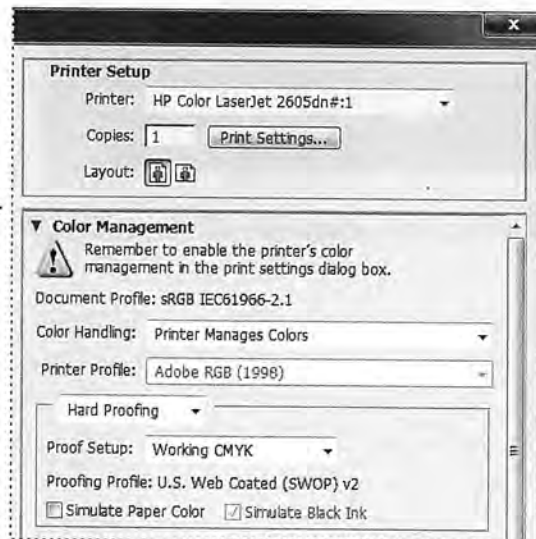 x
Printer Setup
Printer: HP Color LaserJet 2605dn#:1
Copies: 1 Print Settings...
Layout:
Color Management
Remember to enable the printer's color
management in the print settings dialog box.
Document Profile: sRGB IEC61966-2.1
Color Handling: Printer Manages Colors
Printer Profile: Adobe RGB (1998)
Hard Proofing
Proof Setup: Working CMYK
Proofing Profile: U.S. Web Coated (SWOP) v2
Simulate Paper Color Simulate Black Ink